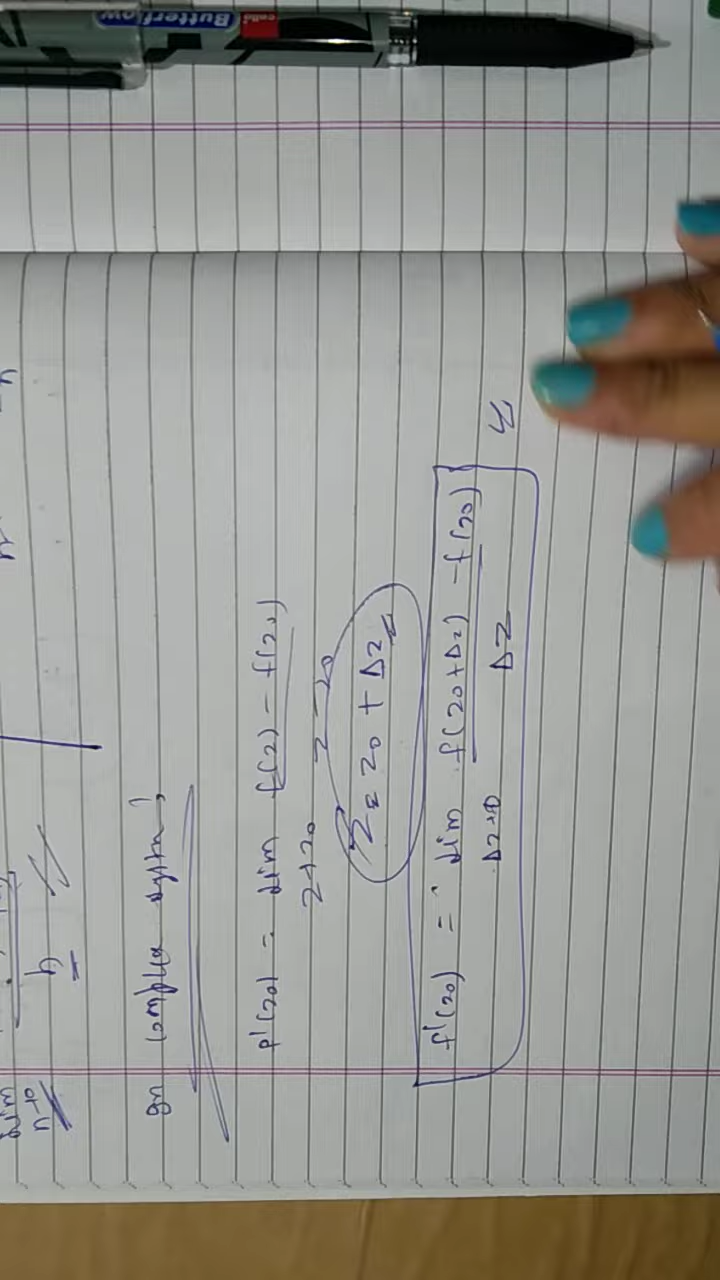 cello Butterflow
h
In complex system,
f'(z0) = lim f(z) - f(z0)
z→z0 z - z0
z = z0 + Δz
f'(z0) = lim f(z0+Δz) - f(z0)
Δz→0 Δz